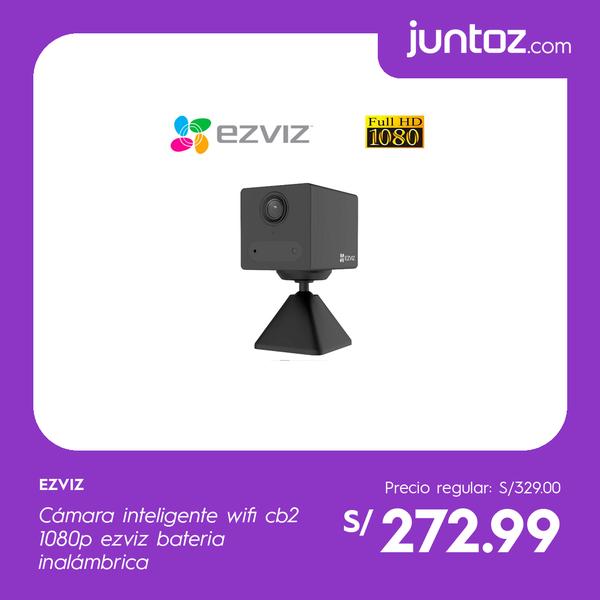 juntoz.com
ezviz™
Full HD
1080
EZVIZ
EZVIZ
Precio regular: S/329.00
Cámara inteligente wifi cb2
1080p ezviz bateria
inalámbrica
S/ 272.99